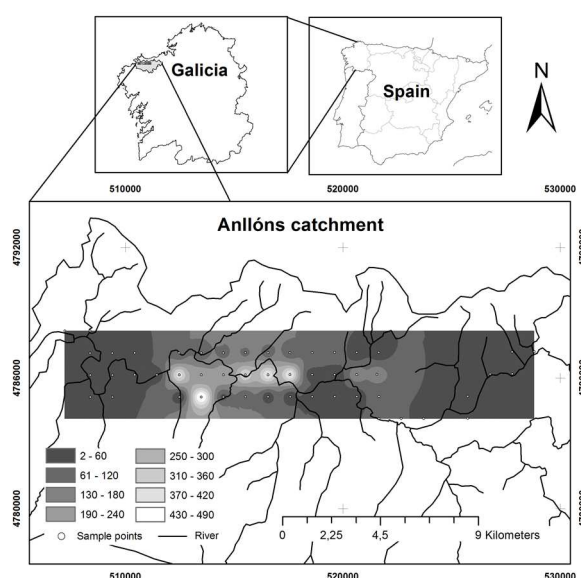 Galicia
Spain
N
510000 520000 530000
Anllóns catchment
4792000
4786000
4780000
2 - 60
61 - 120
130 - 180
190 - 240
250 - 300
310 - 360
370 - 420
430 - 490
Sample points
River
0 2,25 4,5 9 Kilometers
510000 520000 530000